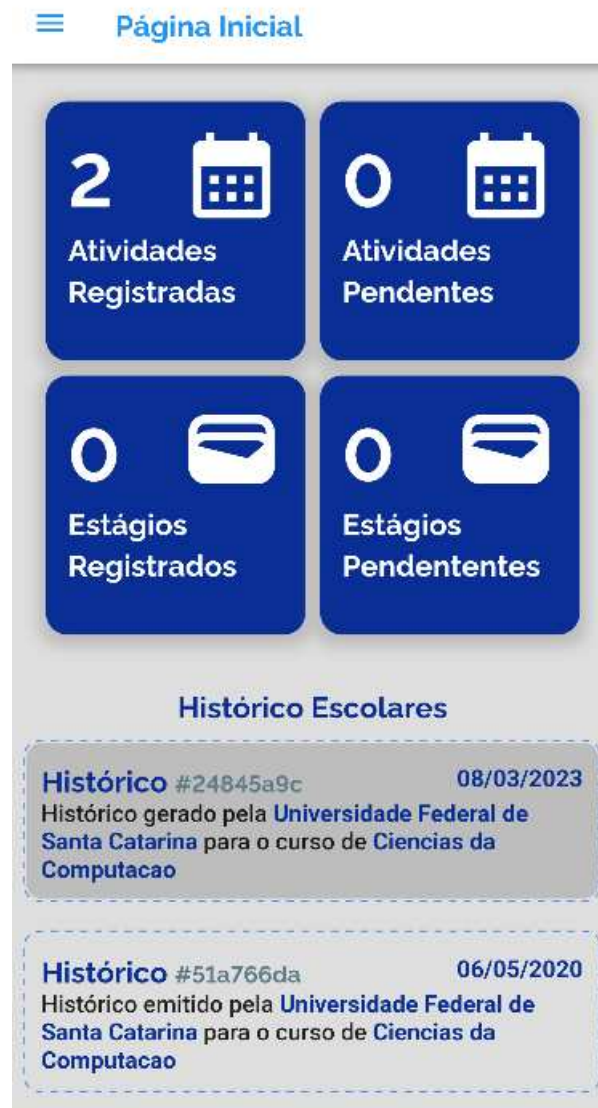 Página Inicial
2
Atividades
Registradas
0
Atividades
Pendentes
0
Estágios
Registrados
0
Estágios
Pendententes
Histórico Escolares
Histórico #24845a9c 08/03/2023
Histórico gerado pela Universidade Federal de
Santa Catarina para o curso de Ciencias da
Computacao
Histórico #51a766da 06/05/2020
Histórico emitido pela Universidade Federal de
Santa Catarina para o curso de Ciencias da
Computacao